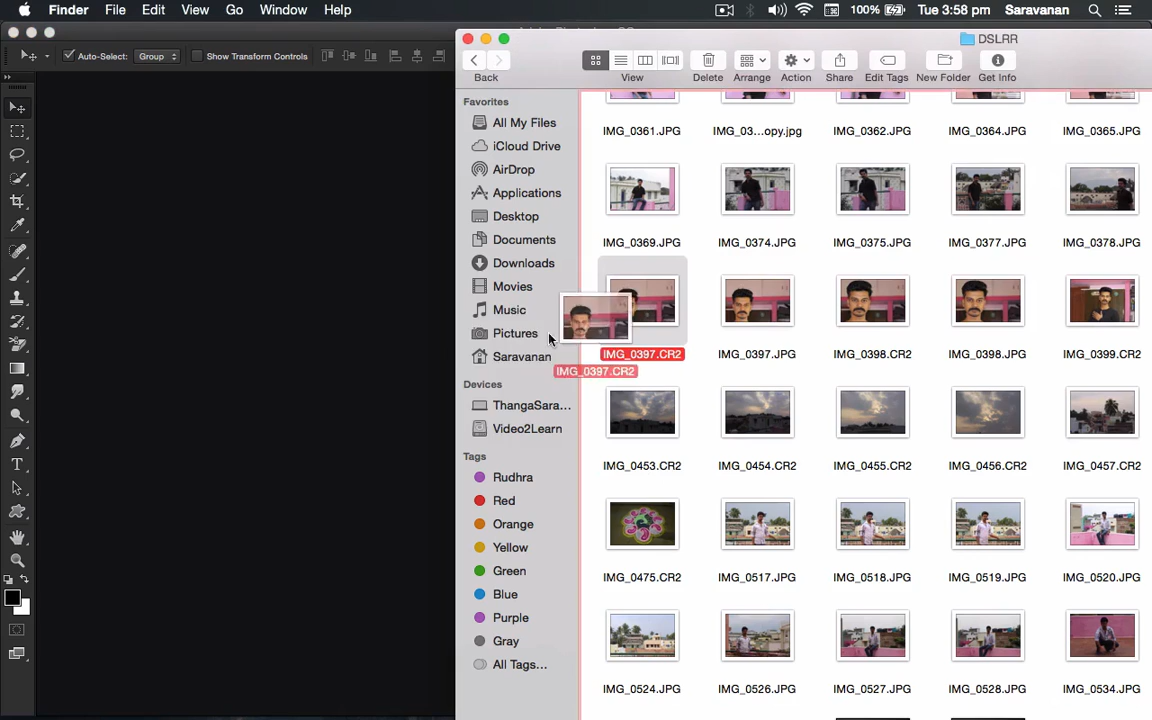 Finder File Edit View Go Window Help 100% Tue 3:58 pm Saravanan
Auto-Select: Group Show Transform Controls
DSLRR
Back View Delete Arrange Action Share Edit Tags New Folder Get Info
Favorites
All My Files
iCloud Drive
AirDrop
Applications
Desktop
Documents
Downloads
Movies
Music
Pictures
Saravanan
Devices
ThangaSara...
Video2Learn
Tags
Rudhra
Red
Orange
Yellow
Green
Blue
Purple
Gray
All Tags...
IMG_0361.JPG IMG_03...opy.jpg IMG_0362.JPG IMG_0364.JPG IMG_0365.JPG
IMG_0369.JPG IMG_0374.JPG IMG_0375.JPG IMG_0377.JPG IMG_0378.JPG
IMG_0397.CR2 IMG_0397.JPG IMG_0398.CR2 IMG_0398.JPG IMG_0399.CR2
IMG_0397.CR2
IMG_0453.CR2 IMG_0454.CR2 IMG_0455.CR2 IMG_0456.CR2 IMG_0457.CR2
IMG_0475.CR2 IMG_0517.JPG IMG_0518.JPG IMG_0519.JPG IMG_0520.JPG
IMG_0524.JPG IMG_0526.JPG IMG_0527.JPG IMG_0528.JPG IMG_0534.JPG